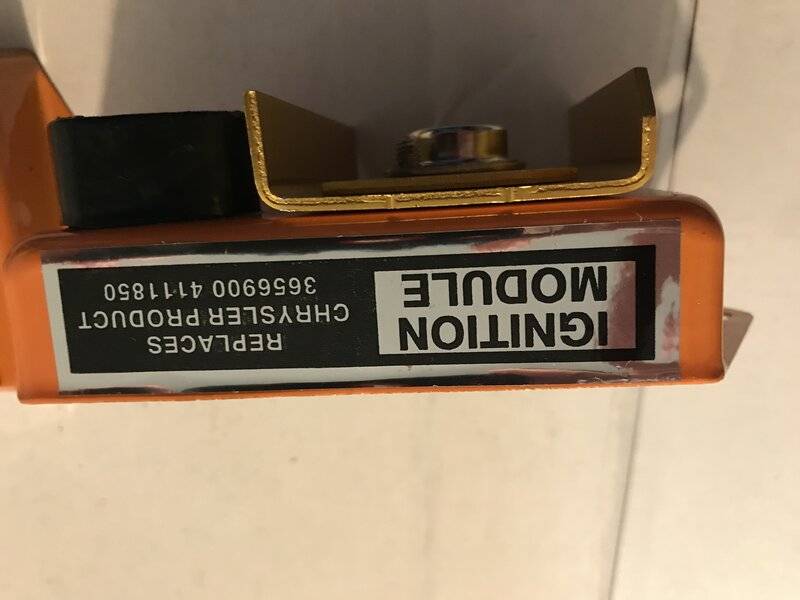 IGNITION
MODULE
REPLACES
CHRYSLER PRODUCT
3656900 4111850